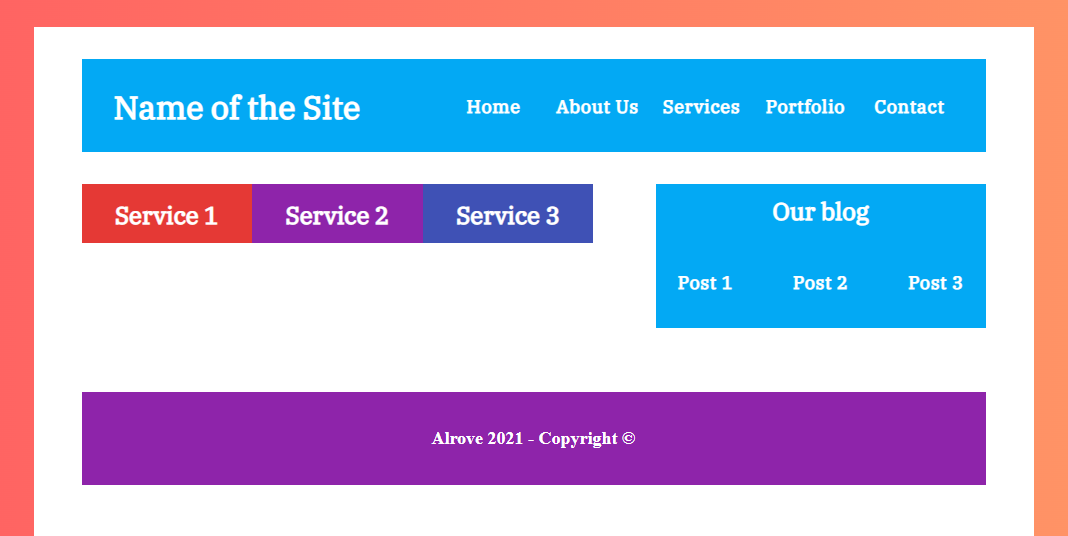 Name of the Site
Home About Us Services Portfolio Contact
Service 1 Service 2 Service 3
Our blog
Post 1 Post 2 Post 3
Alrove 2021 - Copyright ©